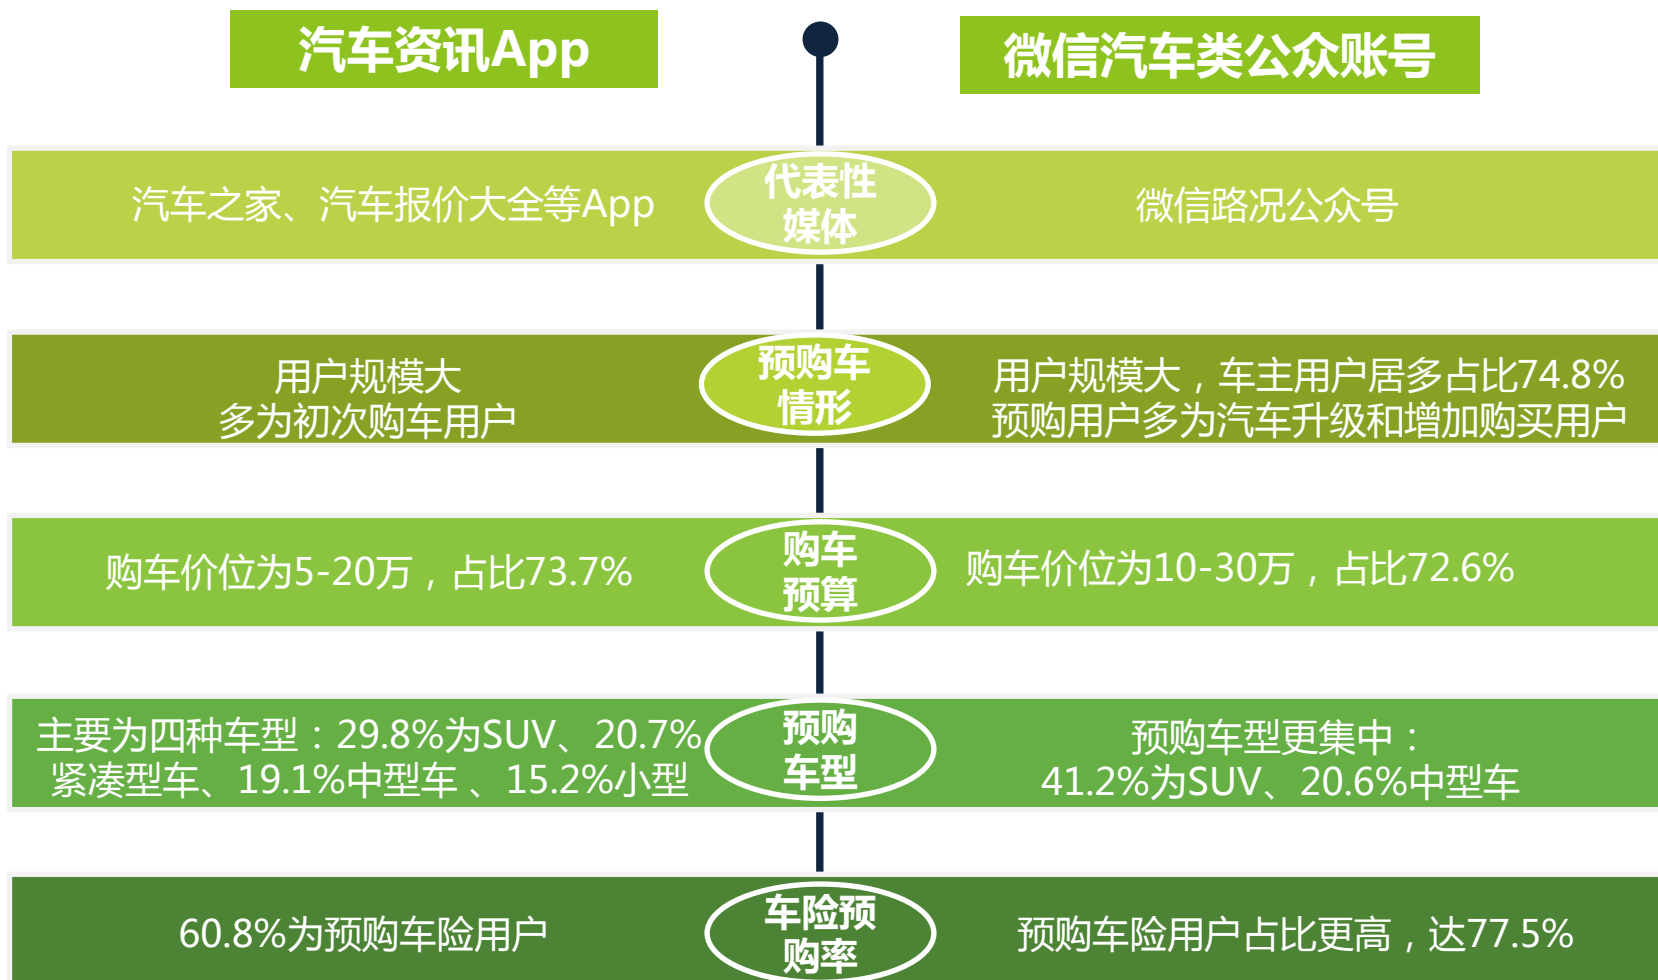 汽车资讯App
微信汽车类公众账号
汽车之家、汽车报价大全等App
代表性
媒体
微信路况公众号
用户规模大
多为初次购车用户
预购车
情形
用户规模大，车主用户居多占比74.8%
预购用户多为汽车升级和增加购买用户
购车价位为5-20万，占比73.7%
购车
预算
购车价位为10-30万，占比72.6%
主要为四种车型：29.8%为SUV、20.7%
紧凑型车、19.1%中型车、15.2%小型
预购
车型
预购车型更集中：
41.2%为SUV、20.6%中型车
60.8%为预购车险用户
车险预
购率
预购车险用户占比更高，达77.5%